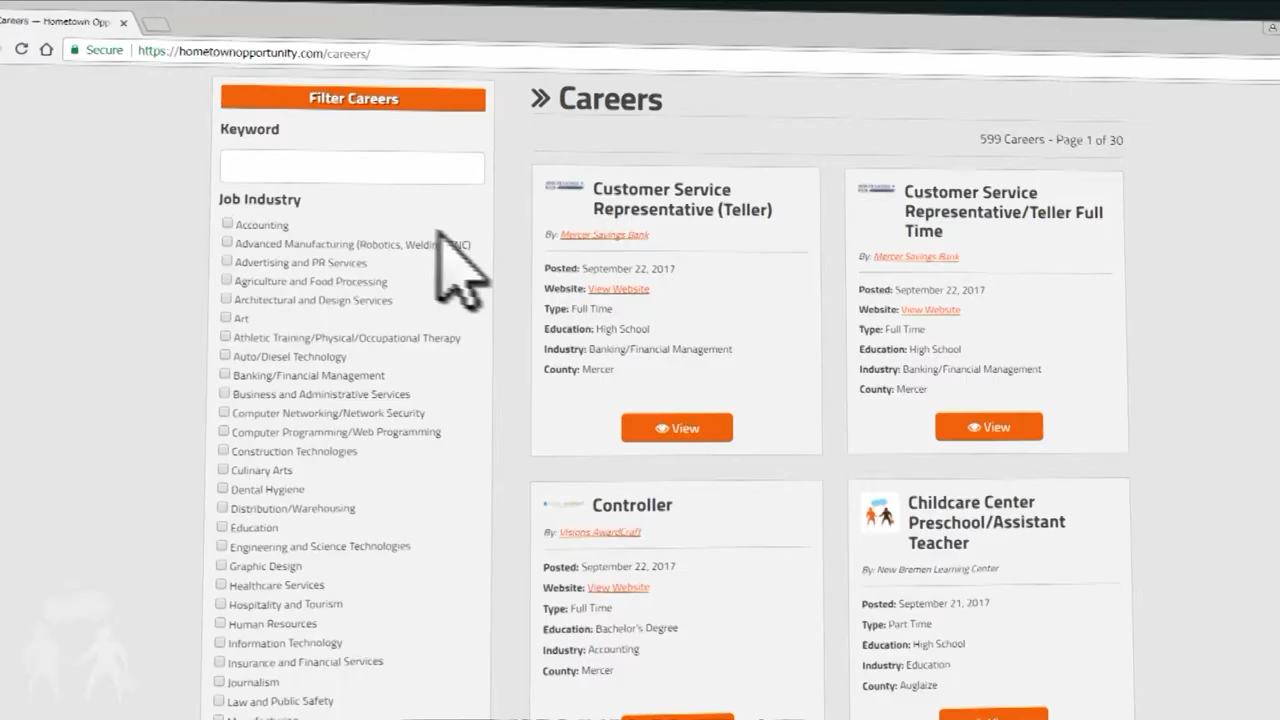 Careers — Hometown Opp
Secure
https://hometownopportunity.com/careers/
Filter Careers
Keyword
Job Industry
Accounting
Advanced Manufacturing (Robotics, Welding, CNC)
Advertising and PR Services
Agriculture and Food Processing
Architectural and Design Services
Art
Athletic Training/Physical/Occupational Therapy
Auto/Diesel Technology
Banking/Financial Management
Business and Administrative Services
Computer Networking/Network Security
Computer Programming/Web Programming
Construction Technologies
Culinary Arts
Dental Hygiene
Distribution/Warehousing
Education
Engineering and Science Technologies
Graphic Design
Healthcare Services
Hospitality and Tourism
Human Resources
Information Technology
Insurance and Financial Services
Journalism
Law and Public Safety
Manufacturing
» Careers
599 Careers - Page 1 of 30
Customer Service
Representative (Teller)
By: Mercer Savings Bank
Posted: September 22, 2017
Website: View Website
Type: Full Time
Education: High School
Industry: Banking/Financial Management
County: Mercer
View
Customer Service
Representative/Teller Full
Time
By: Mercer Savings Bank
Posted: September 22, 2017
Website: View Website
Type: Full Time
Education: High School
Industry: Banking/Financial Management
County: Mercer
View
Controller
By: Visions AwardCraft
Posted: September 22, 2017
Website: View Website
Type: Full Time
Education: Bachelor's Degree
Industry: Accounting
County: Mercer
Childcare Center
Preschool/Assistant
Teacher
By: New Bremen Learning Center
Posted: September 21, 2017
Type: Part Time
Education: High School
Industry: Education
County: Auglaize